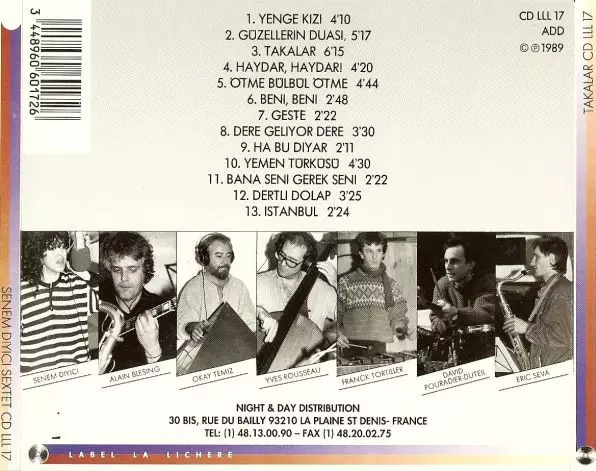 3 448960 601726
1. YENGE KIZI 4'10
2. GÜZELLERIN DUASI, 5'17
3. TAKALAR 6'15
4. HAYDAR, HAYDAR! 4'20
5. ÖTME BÜLBÜL ÖTME 4'44
6. BENI, BENI 2'48
7. GESTE 2'22
8. DERE GELIYOR DERE 3'30
9. HA BU DIYAR 2'11
10. YEMEN TÜRKÜSÜ 4'30
11. BANA SENI GEREK SENI 2'22
12. DERTLI DOLAP 3'25
13. ISTANBUL 2'24
CD LLL 17
ADD
© ℗ 1989
TAKALAR CD LLL 17
SENEM DIYICI SEXTET CD LLL 17
SENEM DIYICI
ALAIN BLESING
OKAY TEMIZ
YVES ROUSSEAU
FRANCK TORTILLER
DAVID
POURADIER-DUTEIL
ERIC SEVA
NIGHT & DAY DISTRIBUTION
30 BIS, RUE DU BAILLY 93210 LA PLAINE ST DENIS- FRANCE
TEL: (1) 48.13.00.90 – FAX (1) 48.20.02.75
LABEL LA LICHERE